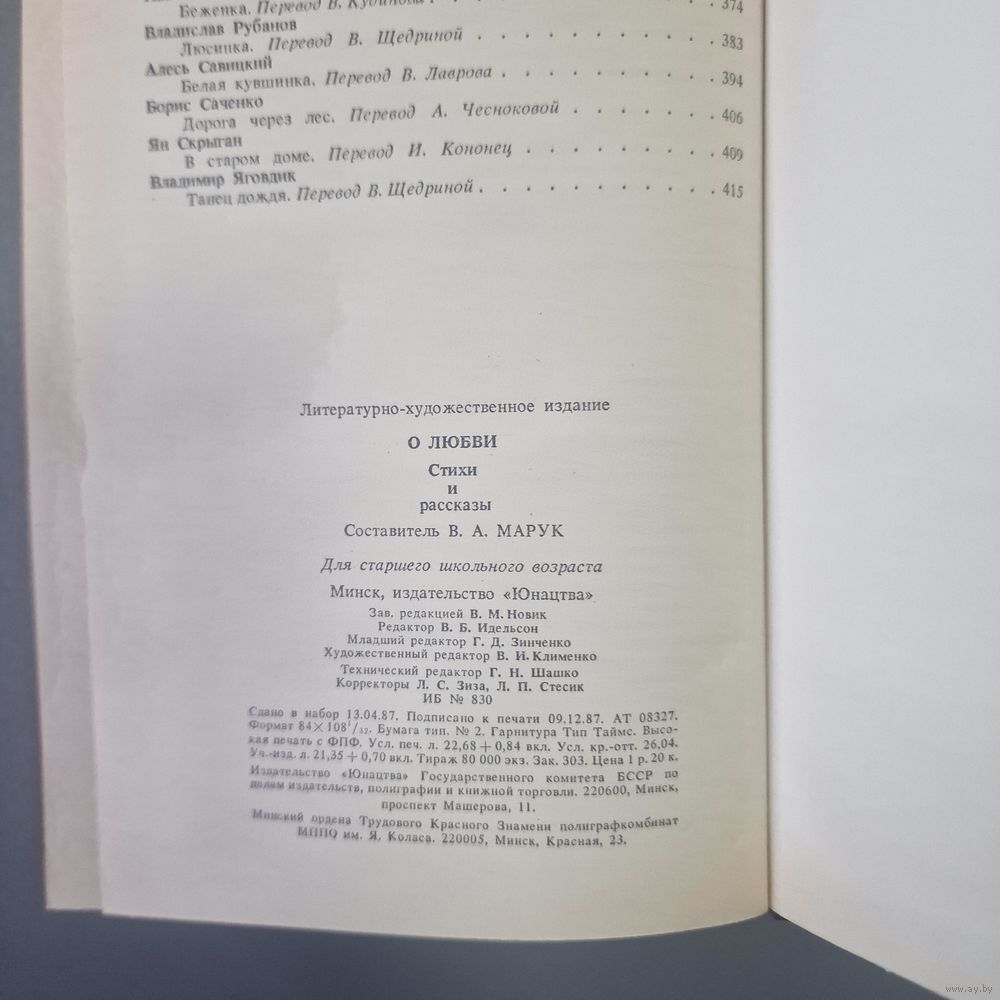 Беженка. Перевод В. Кудинова . . . . . . . . . . . 374
Владислав Рубанов
Люсинка. Перевод В. Щедриной . . . . . . . . . . . 383
Алесь Савицкий
Белая кувшинка. Перевод В. Лаврова . . . . . . . . . . 394
Борис Саченко
Дорога через лес. Перевод А. Чесноковой . . . . . . . . 406
Ян Скрыган
В старом доме. Перевод И. Кононец . . . . . . . . . . 409
Владимир Яговдик
Танец дождя. Перевод В. Щедриной . . . . . . . . . . . 415
Литературно-художественное издание
О ЛЮБВИ
Стихи
и
рассказы
Составитель В. А. МАРУК
Для старшего школьного возраста
Минск, издательство «Юнацтва»
Зав. редакцией В. М. Новик
Редактор В. Б. Идельсон
Младший редактор Г. Д. Зинченко
Художественный редактор В. И. Клименко
Технический редактор Г. Н. Шашко
Корректоры Л. С. Зиза, Л. П. Стесик
ИБ № 830
Сдано в набор 13.04.87. Подписано к печати 09.12.87. АТ 08327.
Формат 84×108¹/₃₂. Бумага тип. № 2. Гарнитура Тип Таймс. Высо-
кая печать с ФПФ. Усл. печ. л. 22,68+0,84 вкл. Усл. кр.-отт. 26.04.
Уч.-изд. л. 21,35+0,70 вкл. Тираж 80 000 экз. Зак. 303. Цена 1 р. 20 к.
Издательство «Юнацтва» Государственного комитета БССР по
делам издательств, полиграфии и книжной торговли. 220600, Минск,
проспект Машерова, 11.
Минский ордена Трудового Красного Знамени полиграфкомбинат
МППО им. Я. Коласа. 220005, Минск, Красная, 23.
www.ay.by